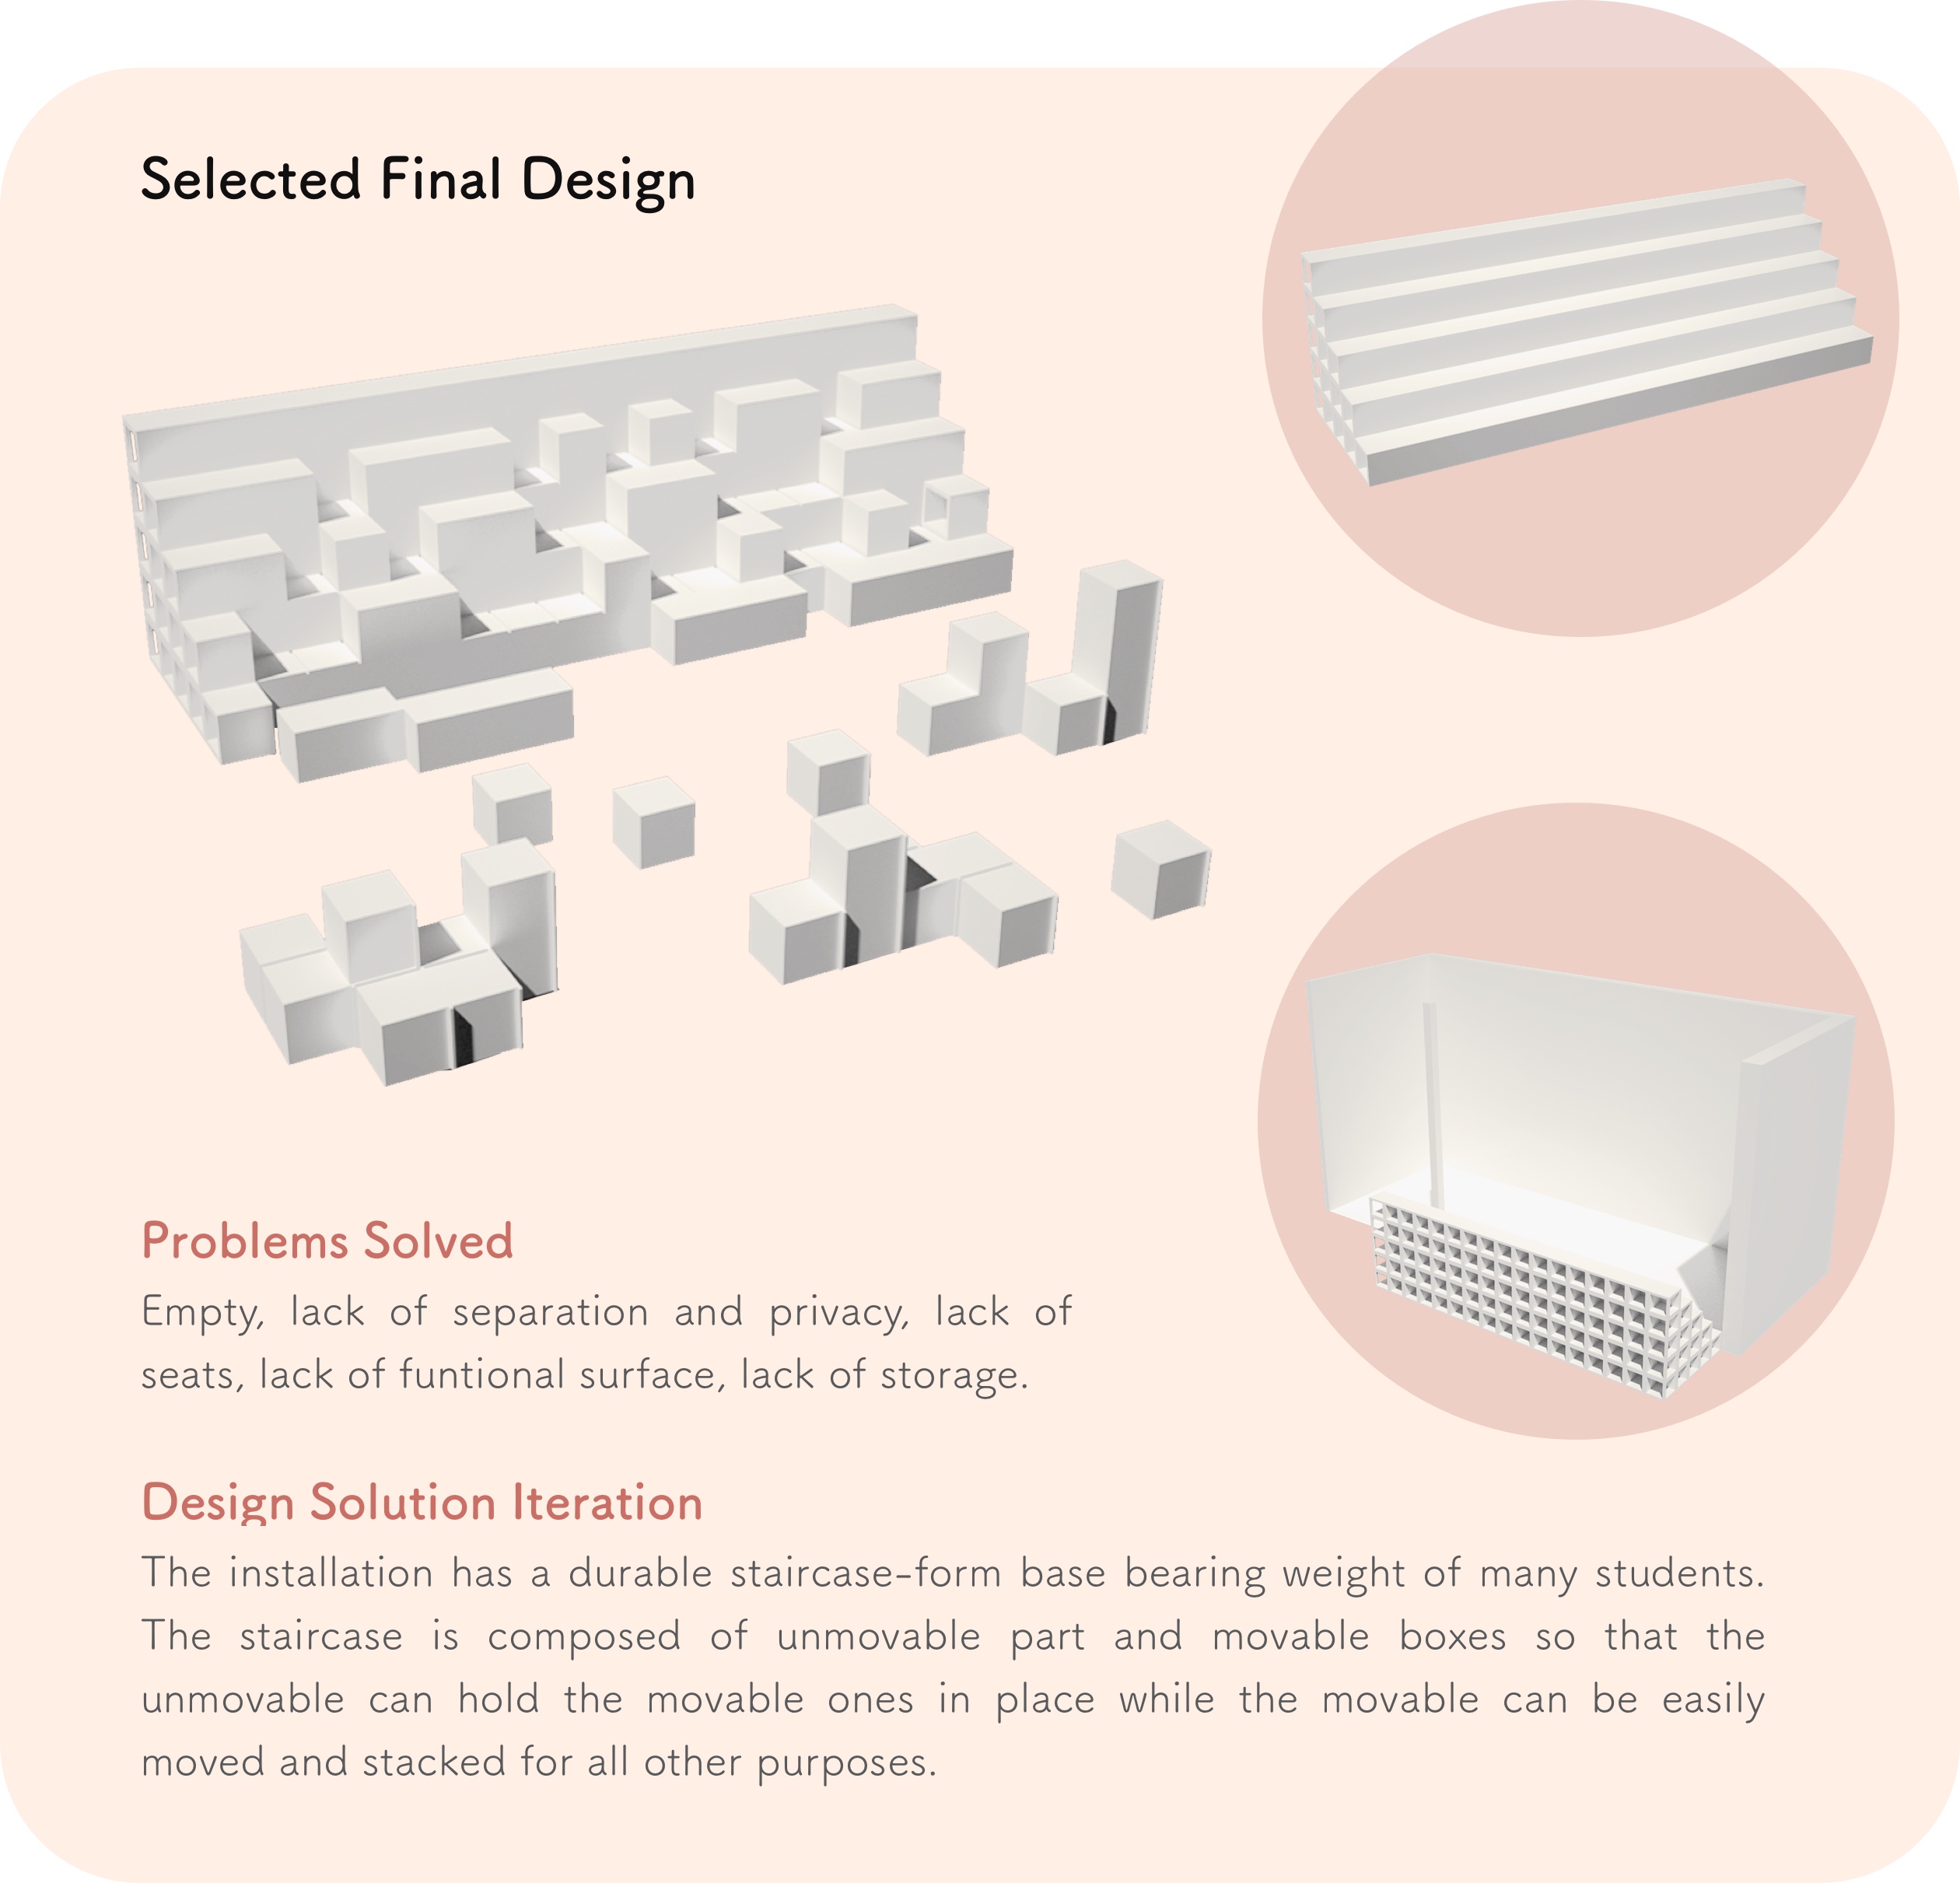 Selected Final Design
Problems Solved
Empty, lack of separation and privacy, lack of
seats, lack of funtional surface, lack of storage.
Design Solution Iteration
The installation has a durable staircase-form base bearing weight of many students.
The staircase is composed of unmovable part and movable boxes so that the
unmovable can hold the movable ones in place while the movable can be easily
moved and stacked for all other purposes.